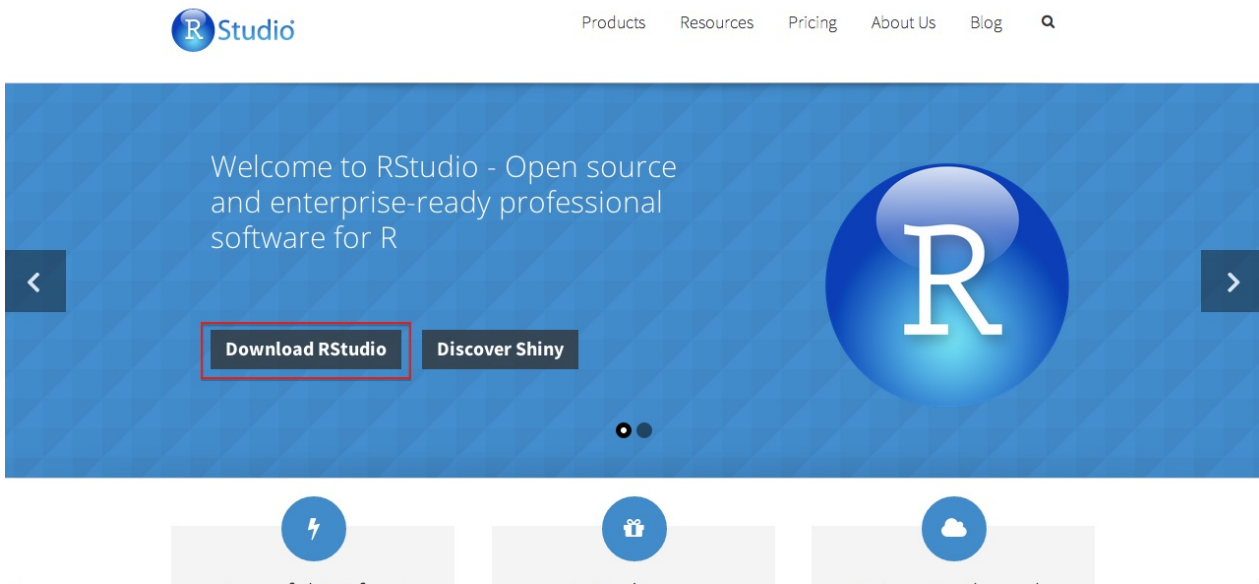 R Studio
Products Resources Pricing About Us Blog
Welcome to RStudio - Open source
and enterprise-ready professional
software for R
R
Download RStudio Discover Shiny